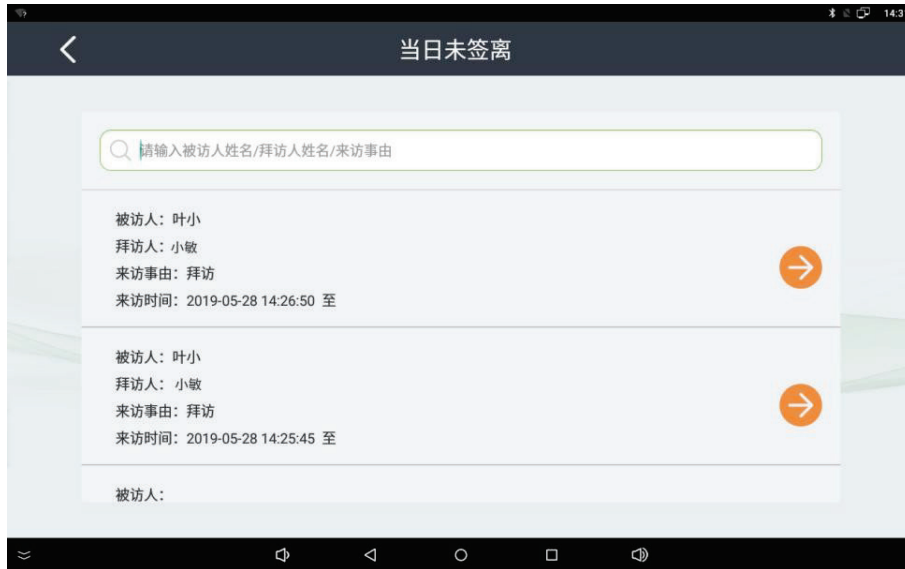 14:3
当日未签离
请输入被访人姓名/拜访人姓名/来访事由
被访人：叶小
拜访人：小敏
来访事由：拜访
来访时间：2019-05-28 14:26:50 至
被访人：叶小
拜访人：小敏
来访事由：拜访
来访时间：2019-05-28 14:25:45 至
被访人：